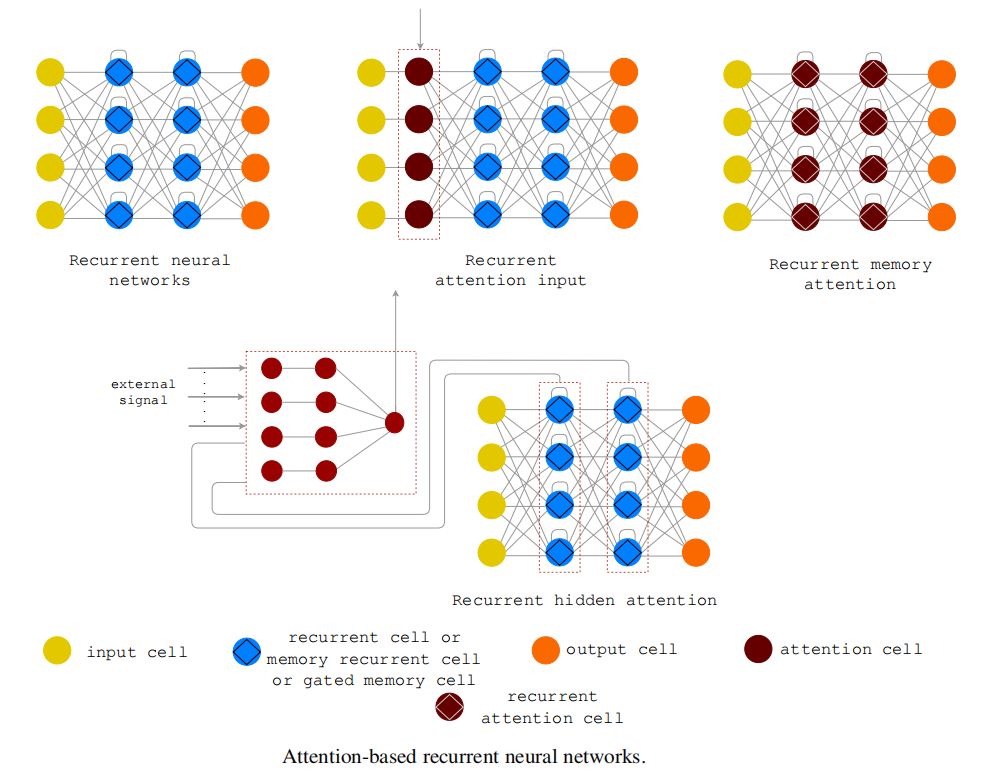 Recurrent neural
networks
Recurrent
attention input
Recurrent memory
attention
external
signal
Recurrent hidden attention
input cell
recurrent cell or
memory recurrent cell
or gated memory cell
output cell
attention cell
recurrent
attention cell
Attention-based recurrent neural networks.